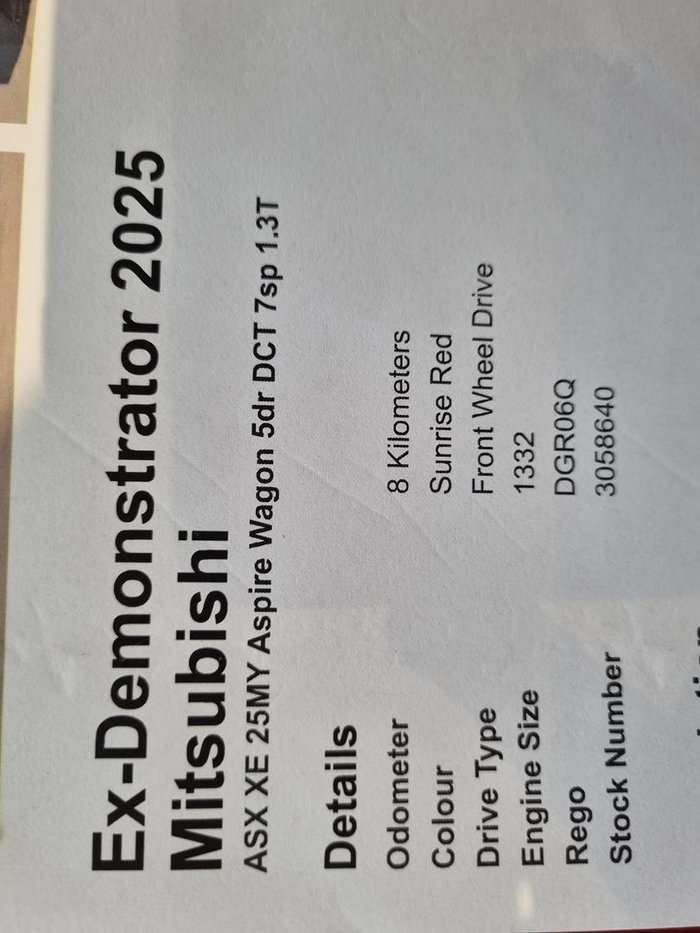 Ex-Demonstrator 2025
Mitsubishi
ASX XE 25MY Aspire Wagon 5dr DCT 7sp 1.3T
Details
Odometer 8 Kilometers
Colour Sunrise Red
Drive Type Front Wheel Drive
Engine Size 1332
Rego DGR06Q
Stock Number 3058640